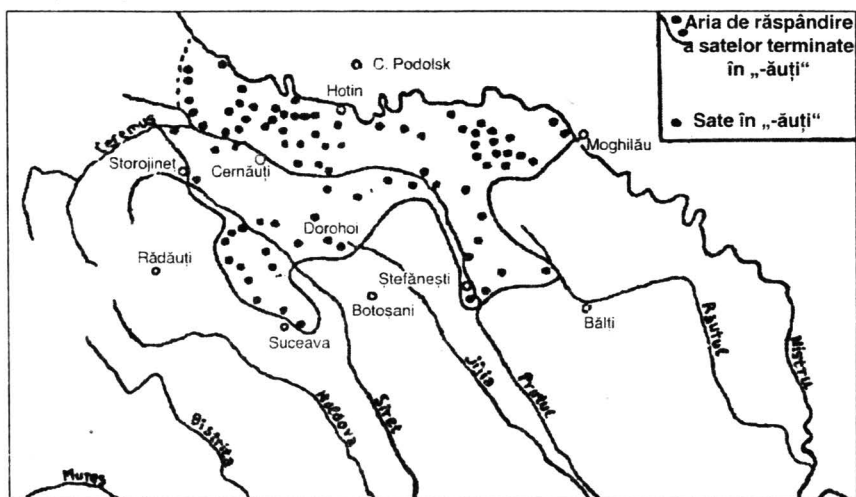 Aria de răspândire
a satelor terminate
în „-ăuți“
Sate în „-ăuți“
C. Podolsk
Hotin
Moghilău
Ceremuș
Storojineț
Cernăuți
Dorohoi
Rădăuți
Ștefănești
Botoșani
Bălți
Suceava
Răutul
Nistrul
Jijia
Prutul
Siret
Moldova
Bistrița
Mureș